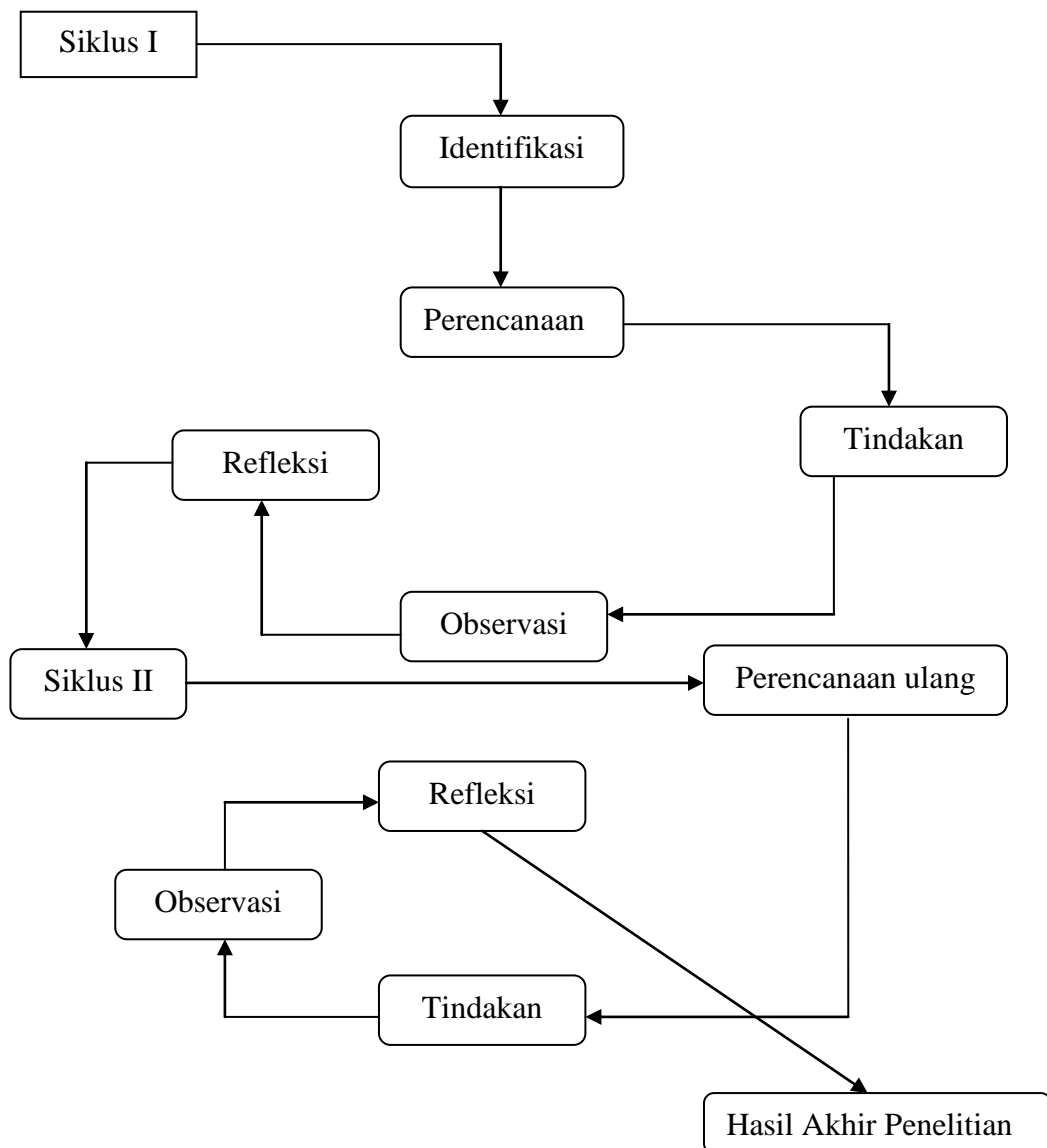 Siklus I
Identifikasi
Perencanaan
Tindakan
Refleksi
Observasi
Siklus II
Perencanaan ulang
Refleksi
Observasi
Tindakan
Hasil Akhir Penelitian